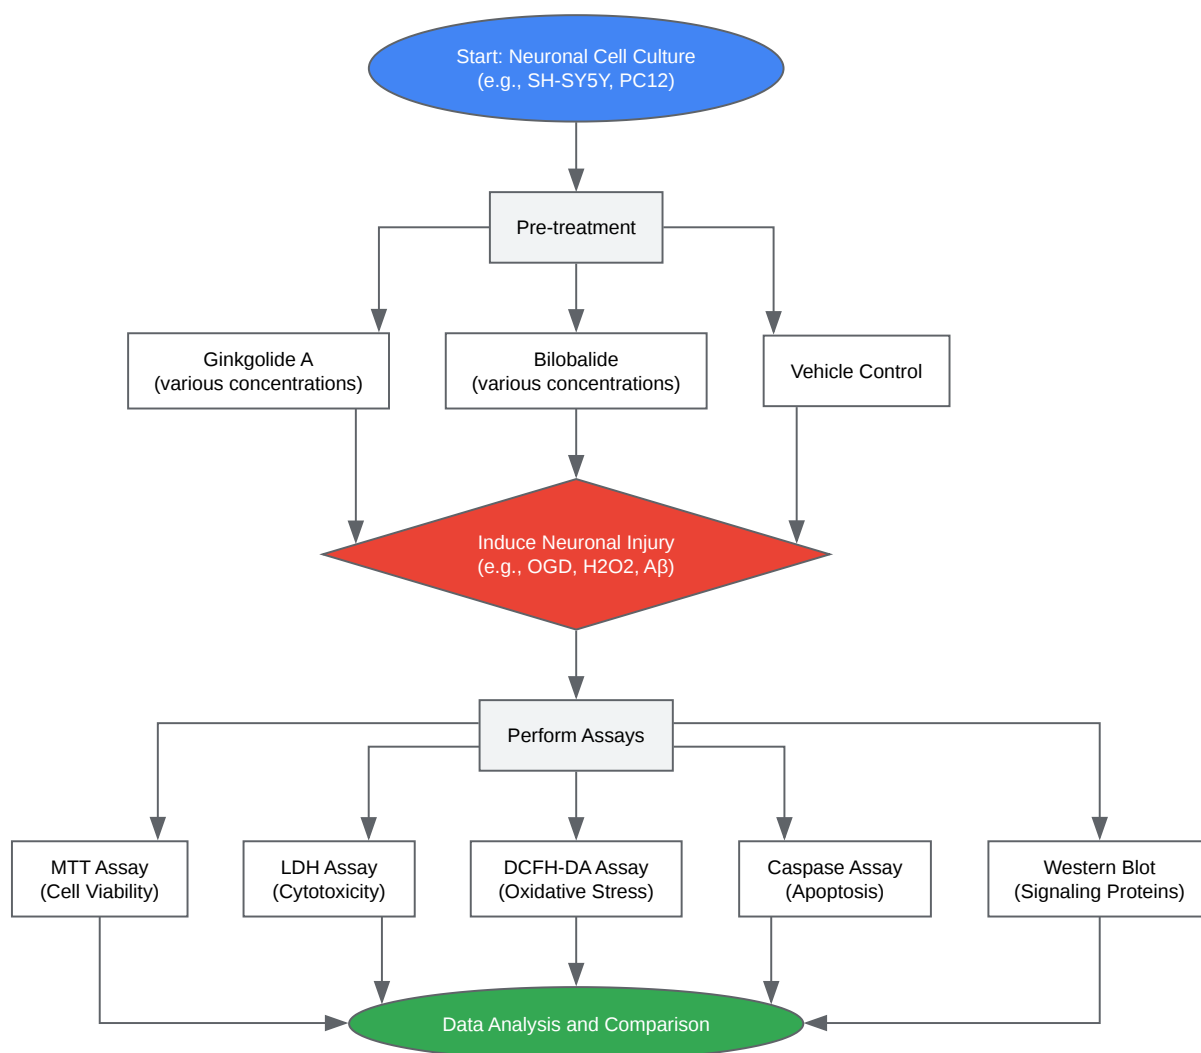 Start: Neuronal Cell Culture
(e.g., SH-SY5Y, PC12)
Pre-treatment
Ginkgolide A
(various concentrations)
Bilobalide
(various concentrations)
Vehicle Control
Induce Neuronal Injury
(e.g., OGD, H2O2, Aβ)
Perform Assays
MTT Assay
(Cell Viability)
LDH Assay
(Cytotoxicity)
DCFH-DA Assay
(Oxidative Stress)
Caspase Assay
(Apoptosis)
Western Blot
(Signaling Proteins)
Data Analysis and Comparison